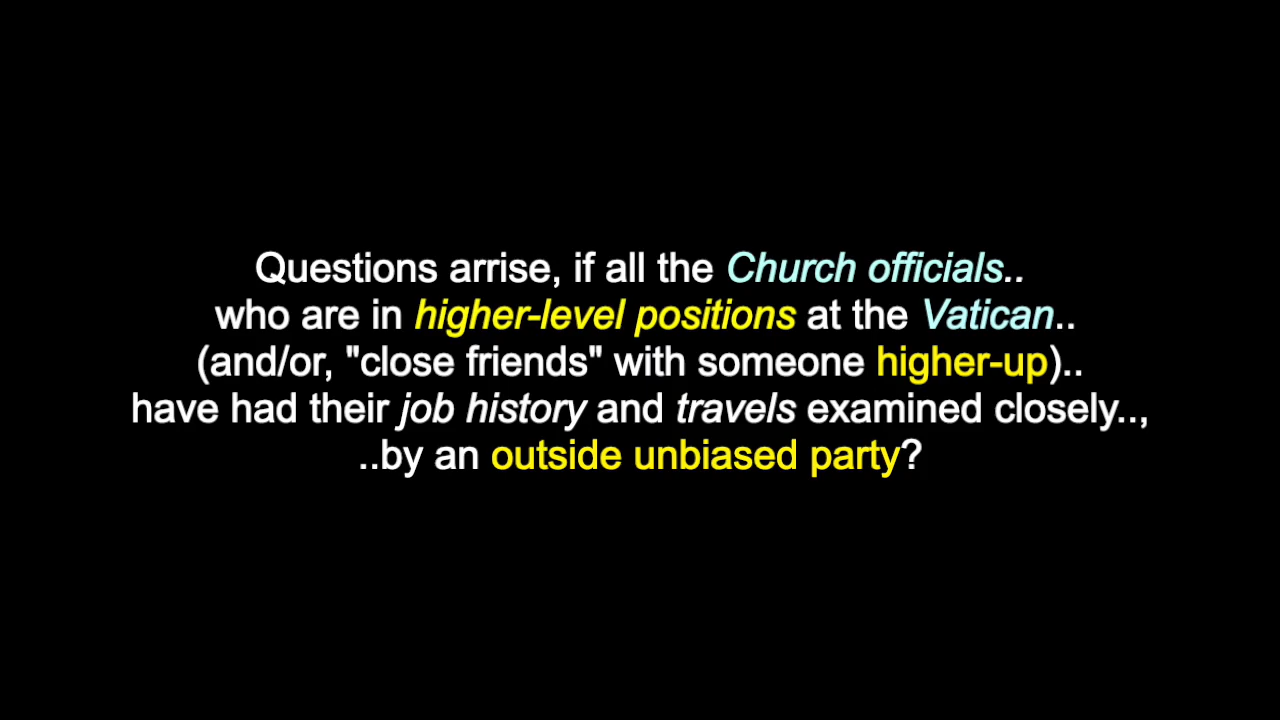 Questions arrise, if all the Church officials..
who are in higher-level positions at the Vatican..
(and/or, "close friends" with someone higher-up)..
have had their job history and travels examined closely..,
..by an outside unbiased party?